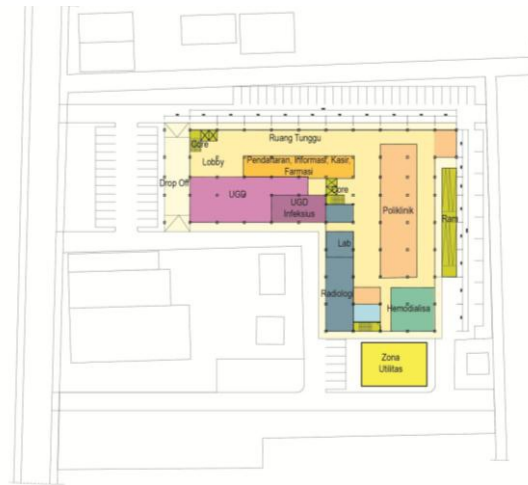 Ruang Tunggu
Core
Lobby
Pendaftaran, Informasi, Kasir,
Farmasi
Drop Off
UGD
UGD
Infeksius
Core
Poliklinik
Ram
Lab
Radiologi
Hemodialisa
Zona
Utilitas